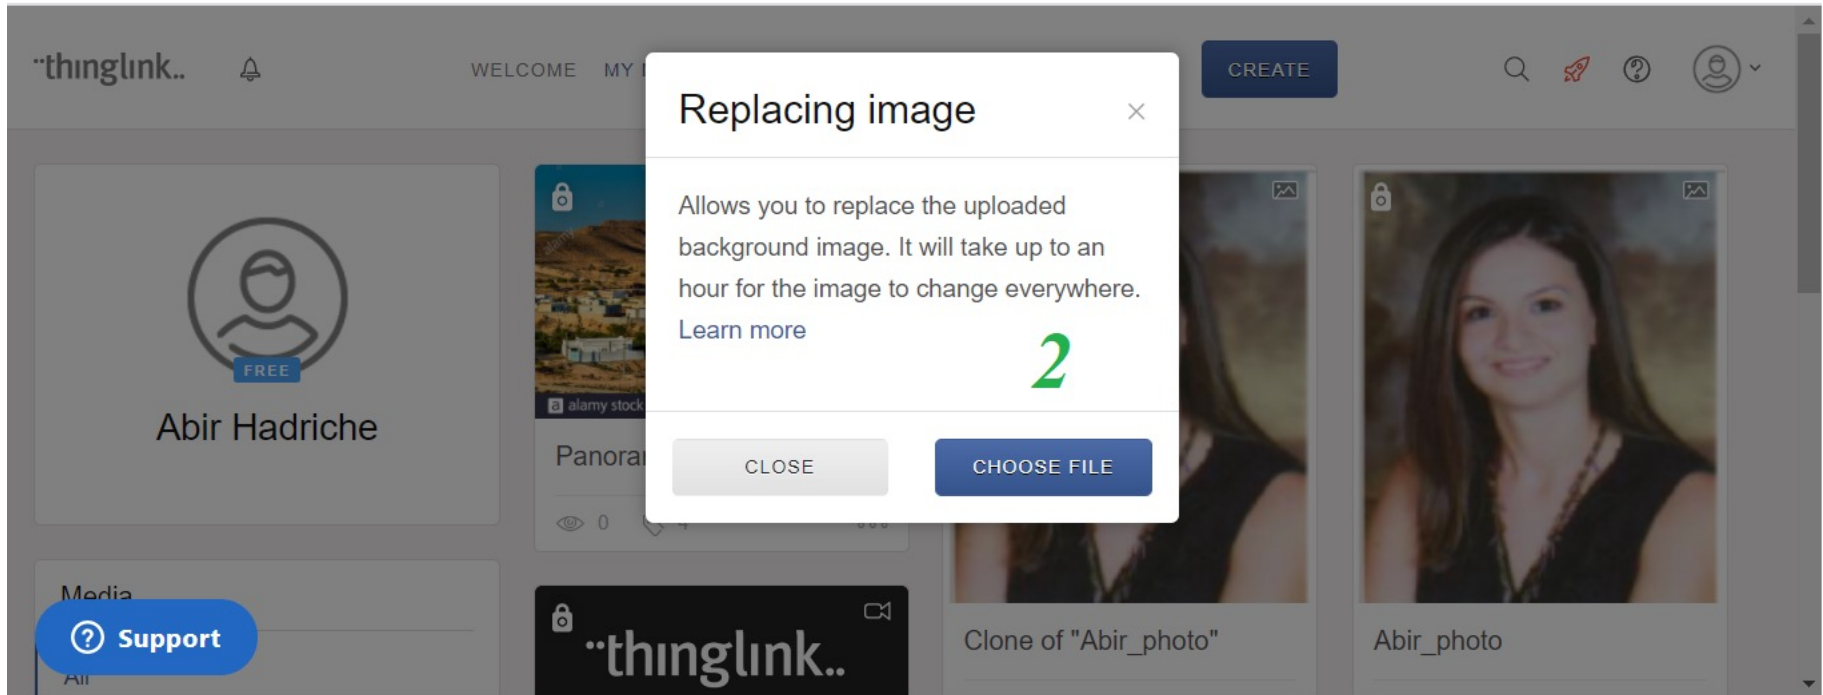 ¨thinglink..
WELCOME MY
CREATE
Replacing image
Allows you to replace the uploaded
background image. It will take up to an
hour for the image to change everywhere.
Learn more
2
CLOSE
CHOOSE FILE
FREE
Abir Hadriche
Media
All
Support
a alamy stock
Panora
0
4
¨thinglink..
Clone of "Abir_photo"
Abir_photo